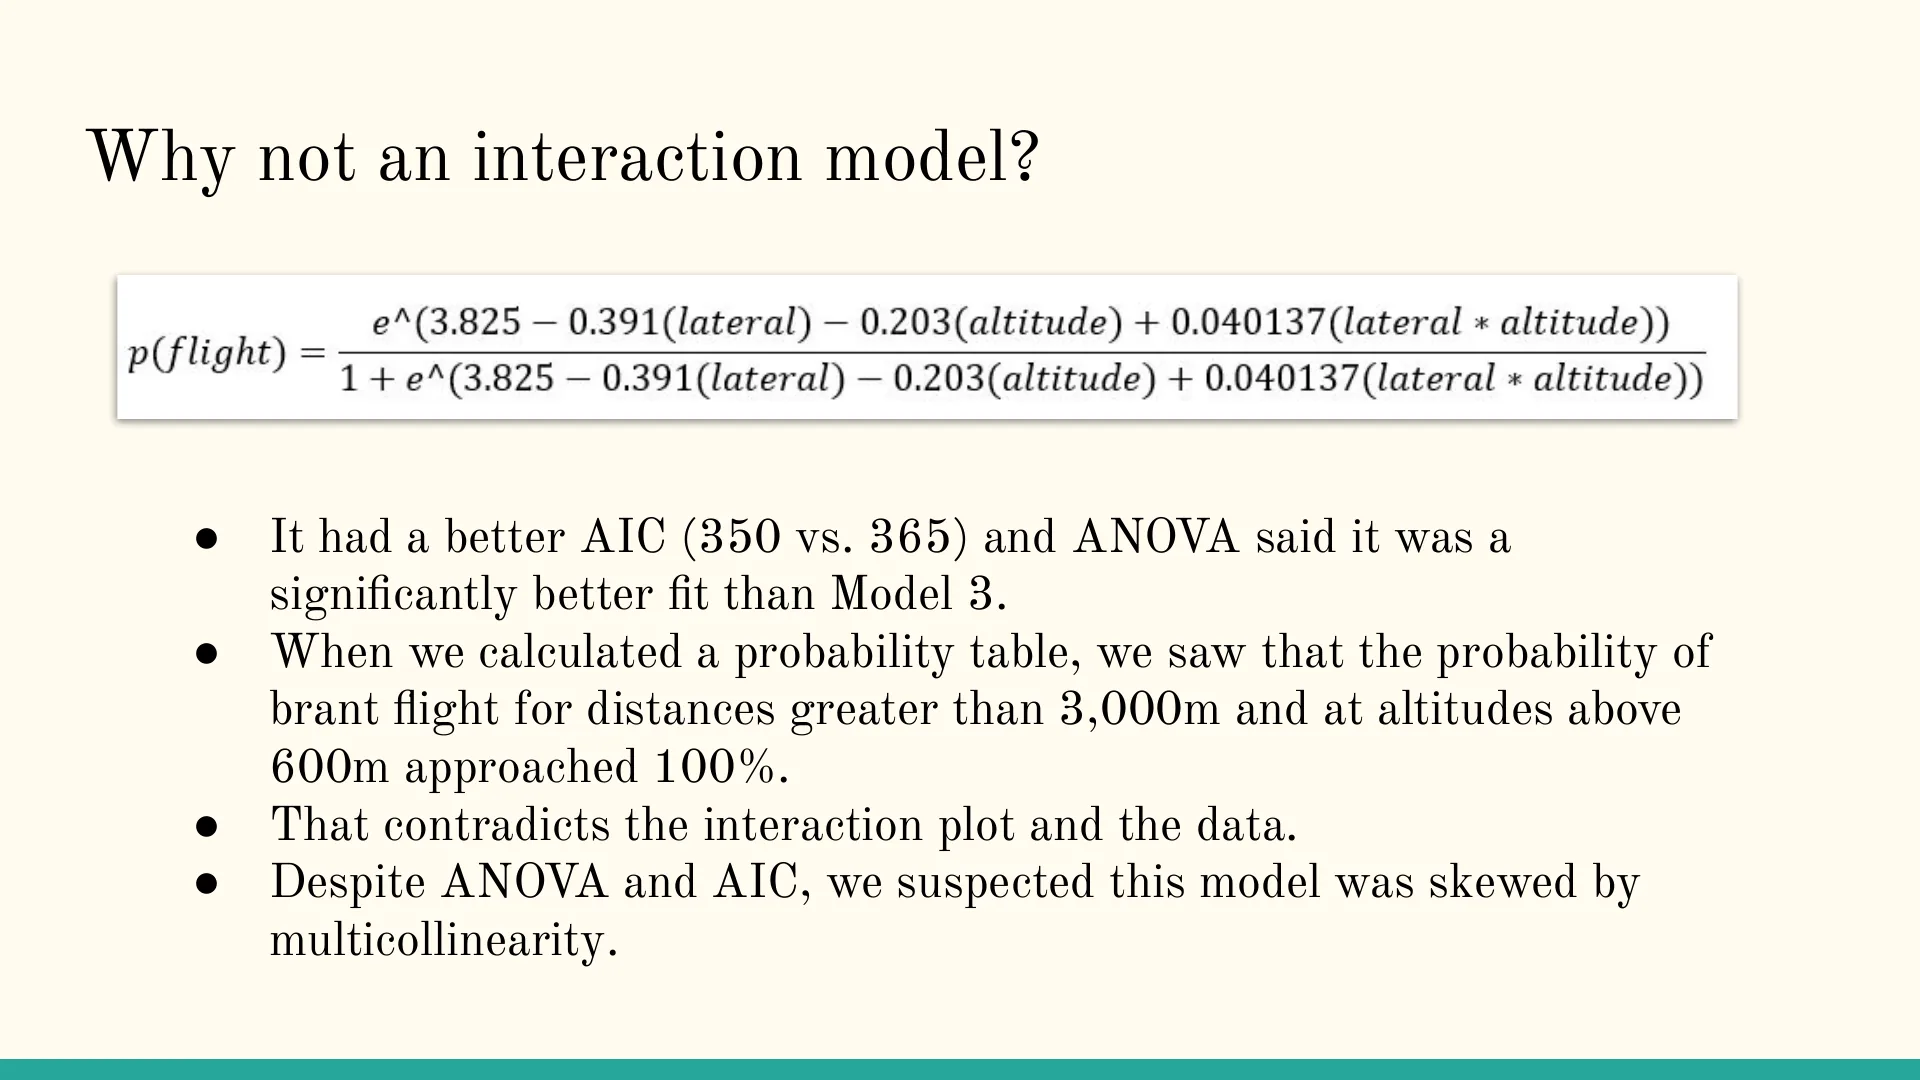 Why not an interaction model?
e^(3.825 − 0.391(lateral) − 0.203(altitude) + 0.040137(lateral * altitude))
p(flight) =
1 + e^(3.825 − 0.391(lateral) − 0.203(altitude) + 0.040137(lateral * altitude))
● It had a better AIC (350 vs. 365) and ANOVA said it was a
significantly better fit than Model 3.
● When we calculated a probability table, we saw that the probability of
brant flight for distances greater than 3,000m and at altitudes above
600m approached 100%.
● That contradicts the interaction plot and the data.
● Despite ANOVA and AIC, we suspected this model was skewed by
multicollinearity.